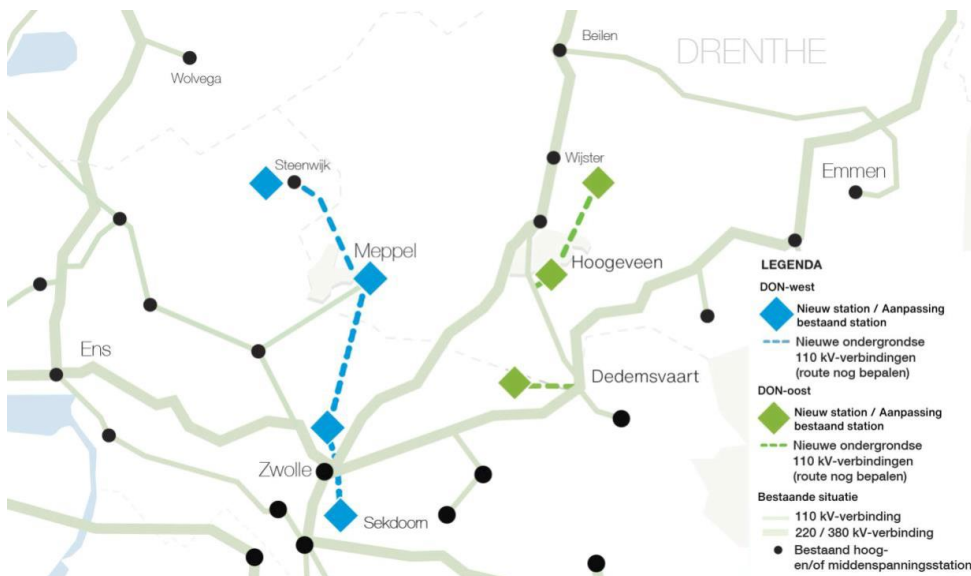 Beilen
DRENTHE
Wolvega
Steenwijk
Wijster
Emmen
Meppel
Hoogeveen
Ens
Dedemsvaart
Zwolle
Sekdoorn
LEGENDA
DON-west
Nieuw station / Aanpassing
bestaand station
Nieuwe ondergrondse
110 kV-verbindingen
(route nog bepalen)
DON-oost
Nieuw station / Aanpassing
bestaand station
Nieuwe ondergrondse
110 kV-verbindingen
(route nog bepalen)
Bestaande situatie
110 kV-verbinding
220 / 380 kV-verbinding
Bestaand hoog-
en/of middenspanningsstation